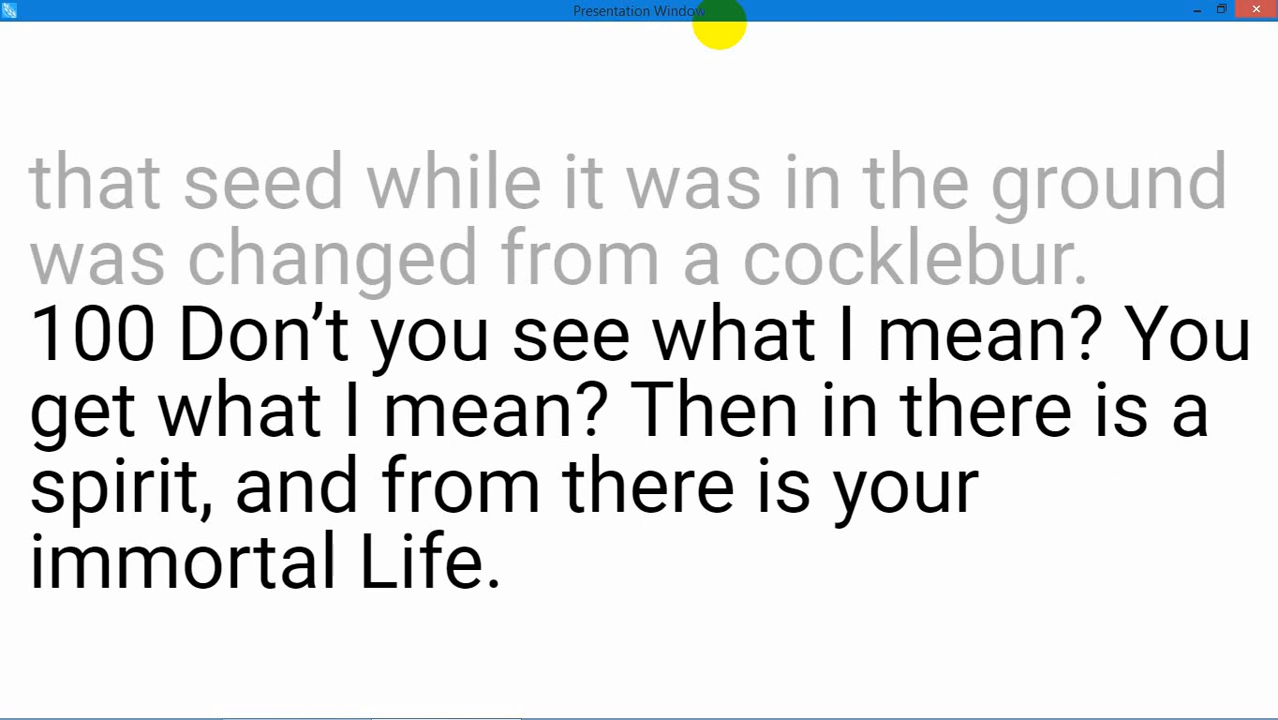 Presentation Window
that seed while it was in the ground
was changed from a cocklebur.
100 Don’t you see what I mean? You
get what I mean? Then in there is a
spirit, and from there is your
immortal Life.